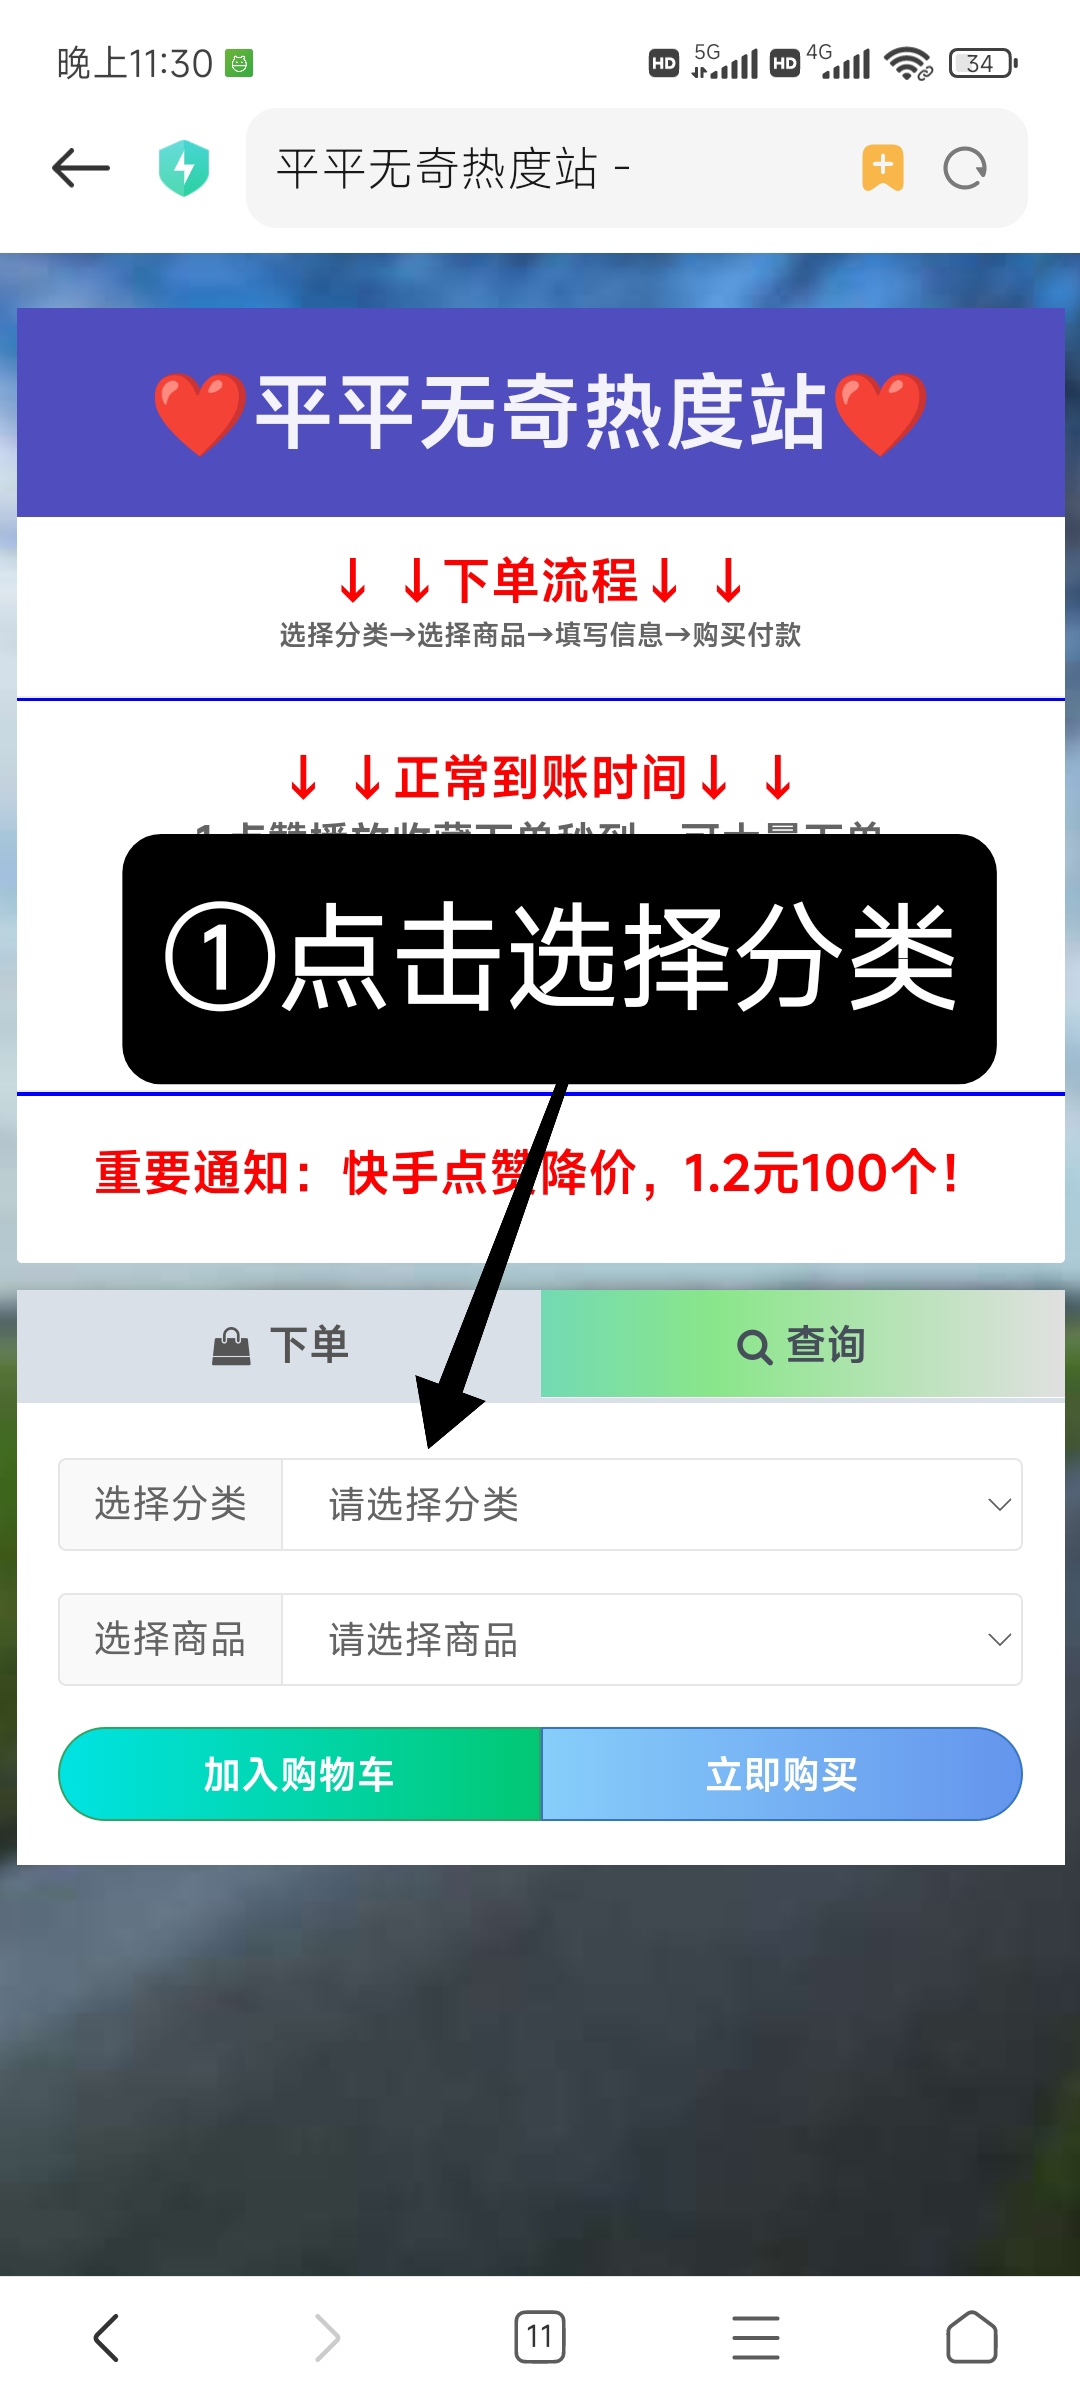 晚上11:30
HD 5G HD 4G 34
平平无奇热度站 -
❤️平平无奇热度站❤️
↓ ↓下单流程↓ ↓
选择分类→选择商品→填写信息→购买付款
↓ ↓正常到账时间↓ ↓
①点击选择分类
重要通知：快手点赞降价，1.2元100个！
下单 查询
选择分类 请选择分类
选择商品 请选择商品
加入购物车 立即购买
11